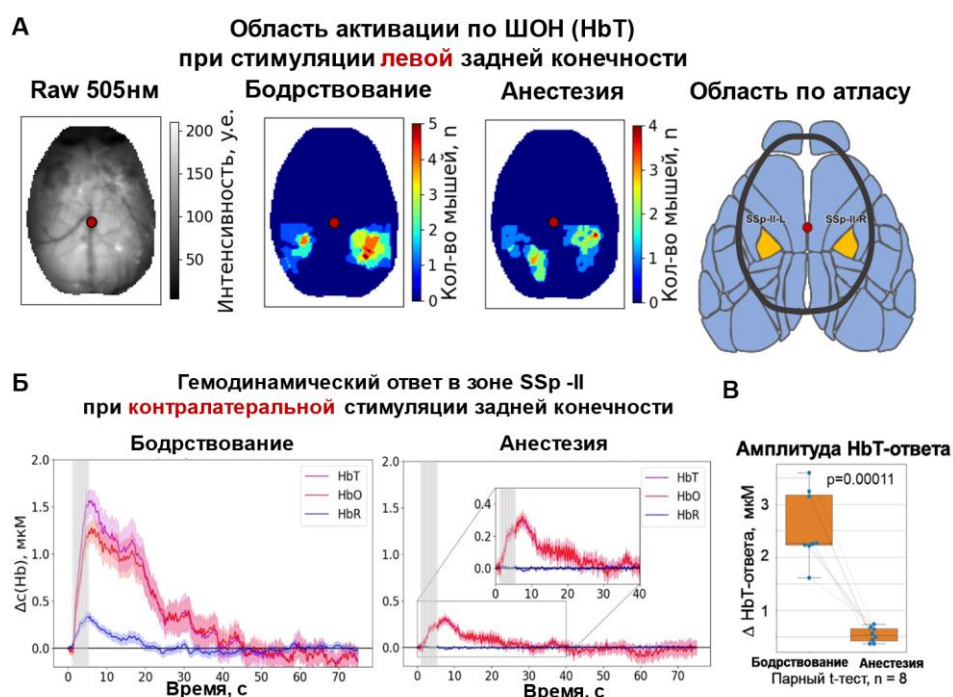 А
Область активации по ШОН (HbT)
при стимуляции левой задней конечности
Raw 505нм
Бодрствование
Анестезия
Область по атласу
200
150
100
50
Интенсивность, у.е.
5
4
3
2
1
0
Кол-во мышей, n
4
3
2
1
0
Кол-во мышей, n
SSp-ll-L
SSp-ll-R
Б
Гемодинамический ответ в зоне SSp -ll
при контралатеральной стимуляции задней конечности
Бодрствование
2.0
1.5
1.0
0.5
0.0
Δc(Hb), мкМ
HbT
HbO
HbR
0 10 20 30 40 50 60 70
Время, с
Анестезия
2.0
1.5
1.0
0.5
0.0
0.4
0.2
0.0
0 10 20 30 40
HbT
HbO
HbR
0 10 20 30 40 50 60 70
Время, с
В
Амплитуда HbT-ответа
p=0.00011
3
2
1
Δ HbT-ответа, мкМ
Бодрствование Анестезия
Парный t-тест, n = 8